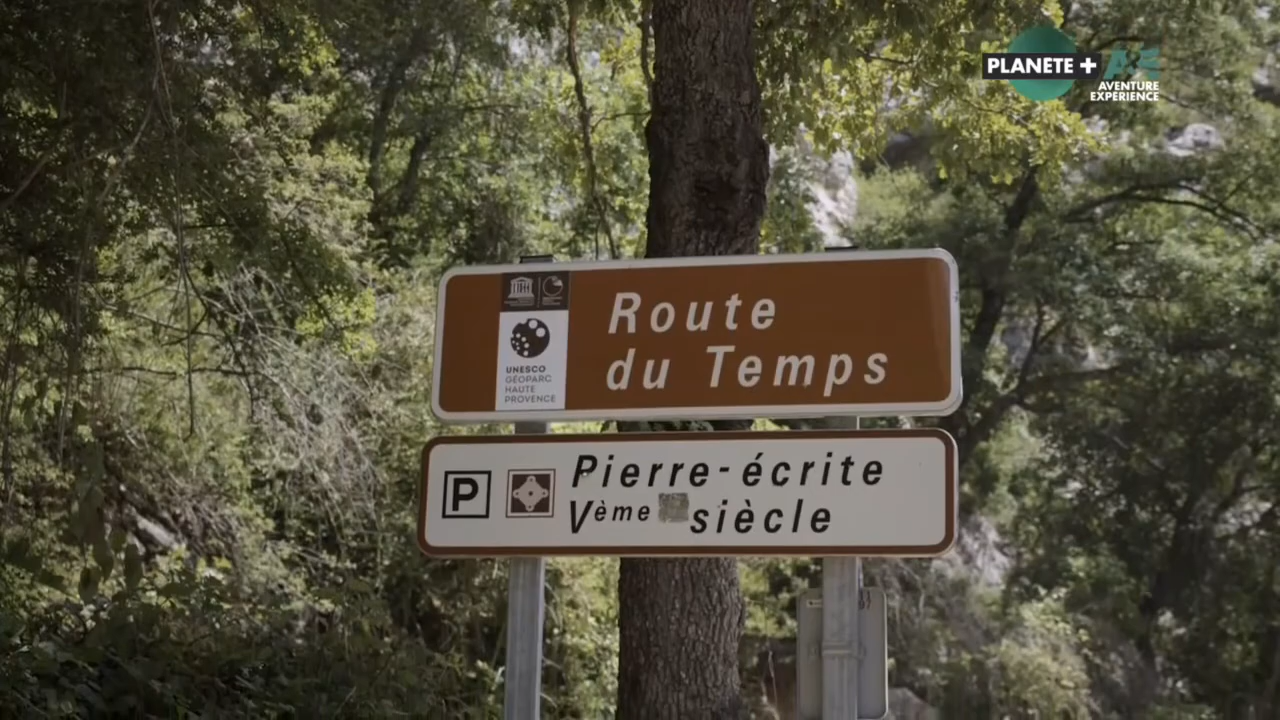 PLANETE+ A&E
AVENTURE
EXPERIENCE
Route
du Temps
UNESCO
GÉOPARC
HAUTE
PROVENCE
P
Pierre-écrite
Vème siècle